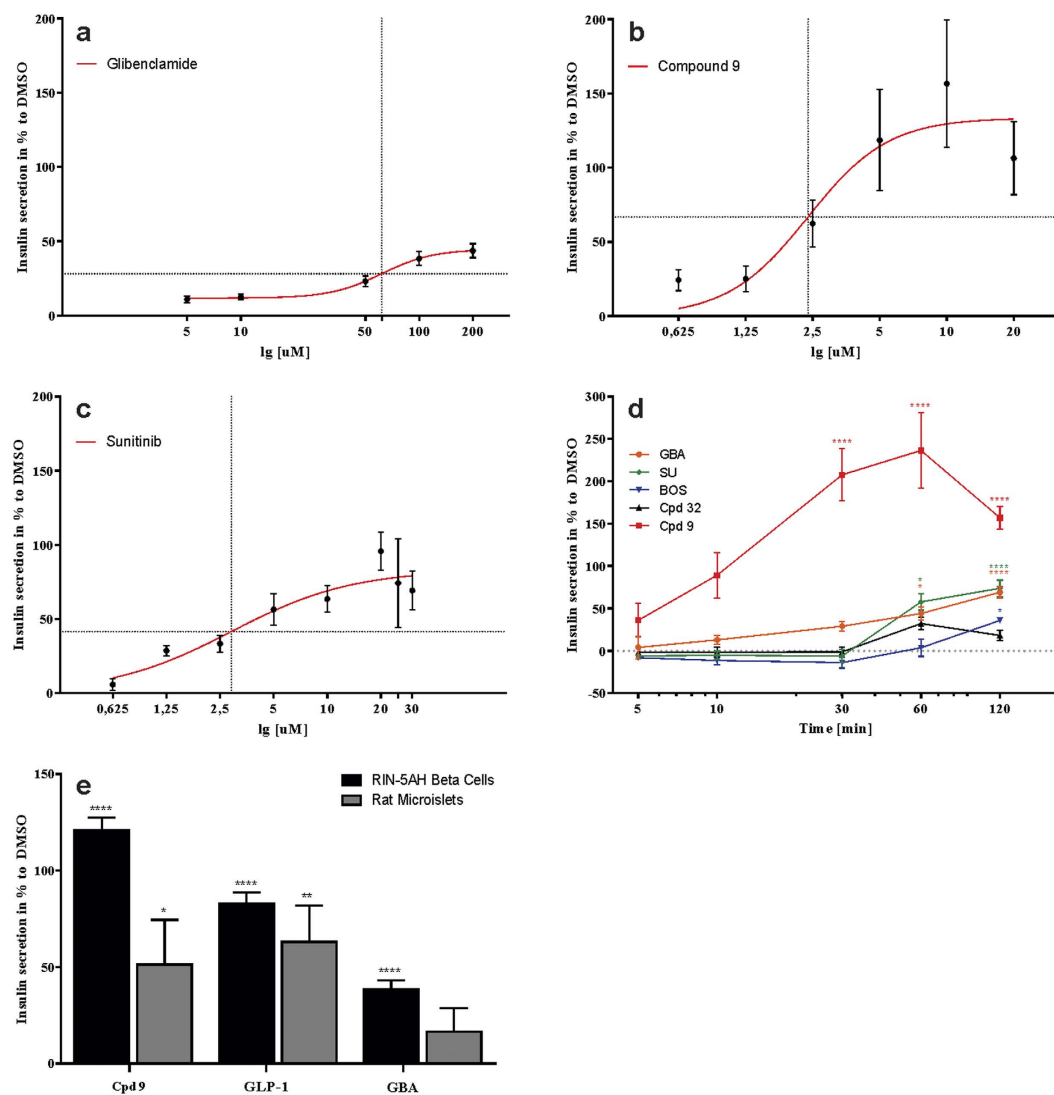 a
Glibenclamide
Insulin secretion in % to DMSO
200
150
100
50
0
5 10 50 100 200
lg [uM]
b
Compound 9
Insulin secretion in % to DMSO
200
150
100
50
0
0,625 1,25 2,5 5 10 20
lg [uM]
c
Sunitinib
Insulin secretion in % to DMSO
200
150
100
50
0
0,625 1,25 2,5 5 10 20 30
lg [uM]
d
GBA
SU
BOS
Cpd 32
Cpd 9
Insulin secretion in % to DMSO
300
250
200
150
100
50
0
-50
****
****
****
*
*
****
****
*
5 10 30 60 120
Time [min]
e
RIN-5AH Beta Cells
Rat Microislets
Insulin secretion in % to DMSO
150
100
50
0
****
*
****
**
****
Cpd 9 GLP-1 GBA